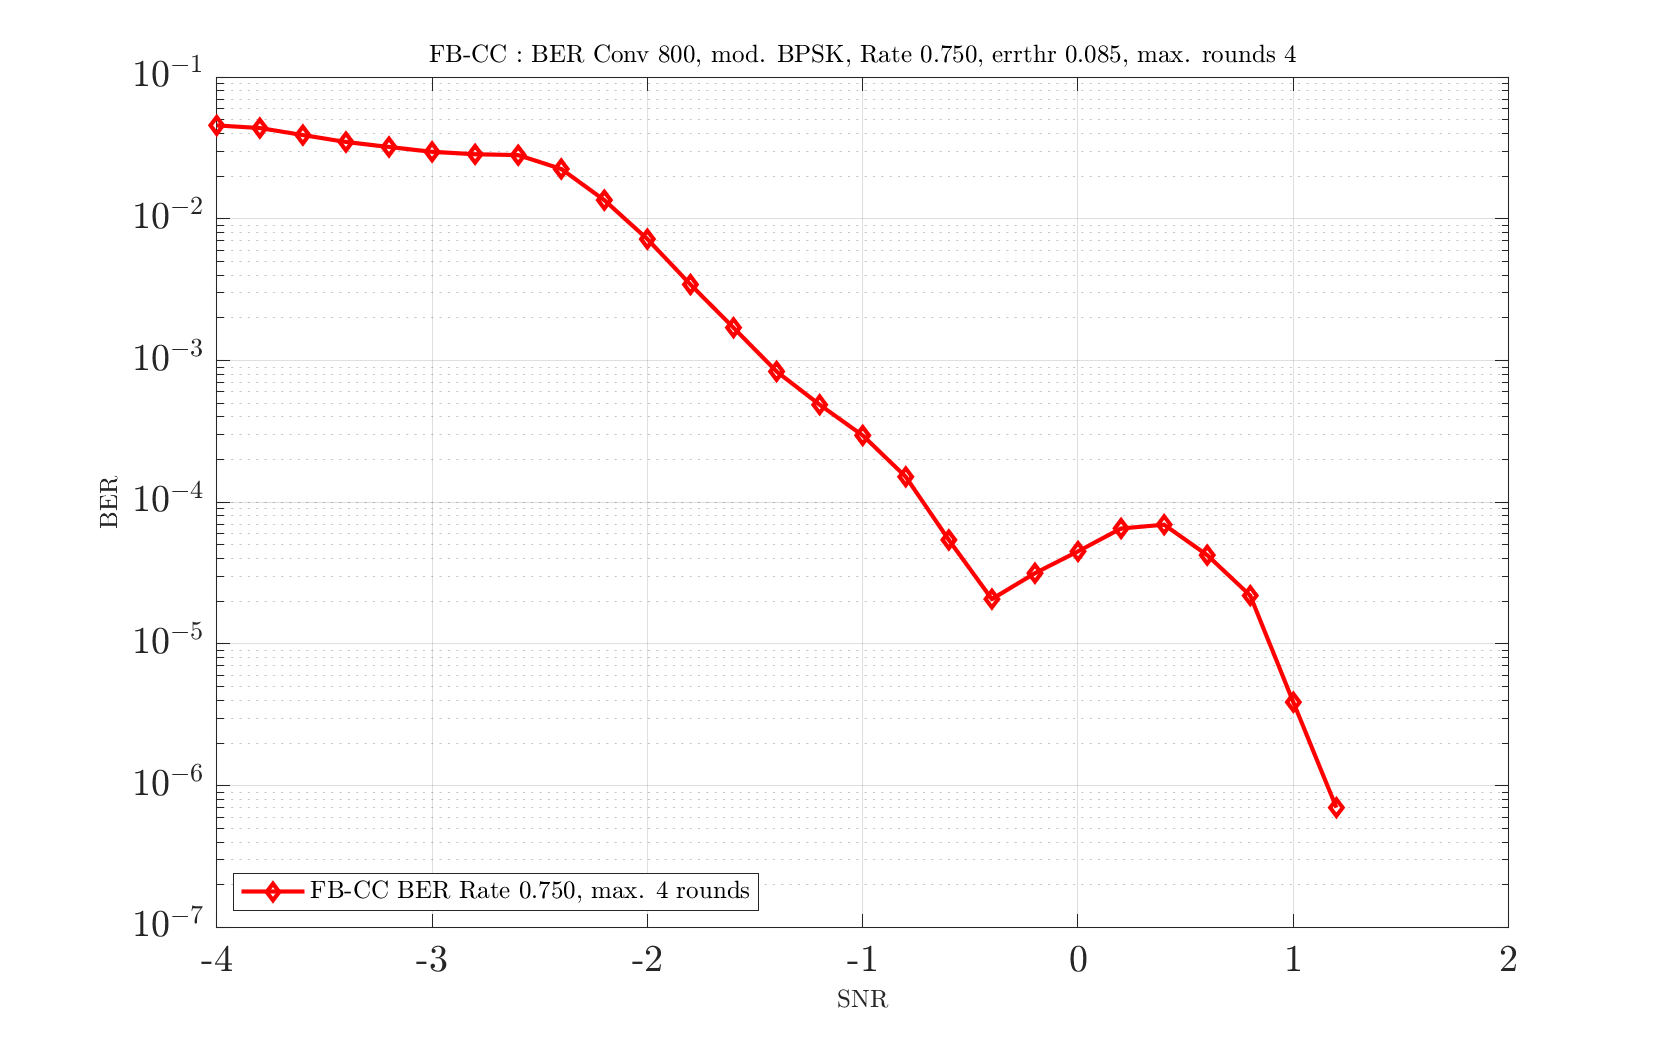 FB-CC : BER Conv 800, mod. BPSK, Rate 0.750, errthr 0.085, max. rounds 4
10^{-1}
10^{-2}
10^{-3}
10^{-4}
10^{-5}
10^{-6}
10^{-7}
BER
FB-CC BER Rate 0.750, max. 4 rounds
-4 -3 -2 -1 0 1 2
SNR